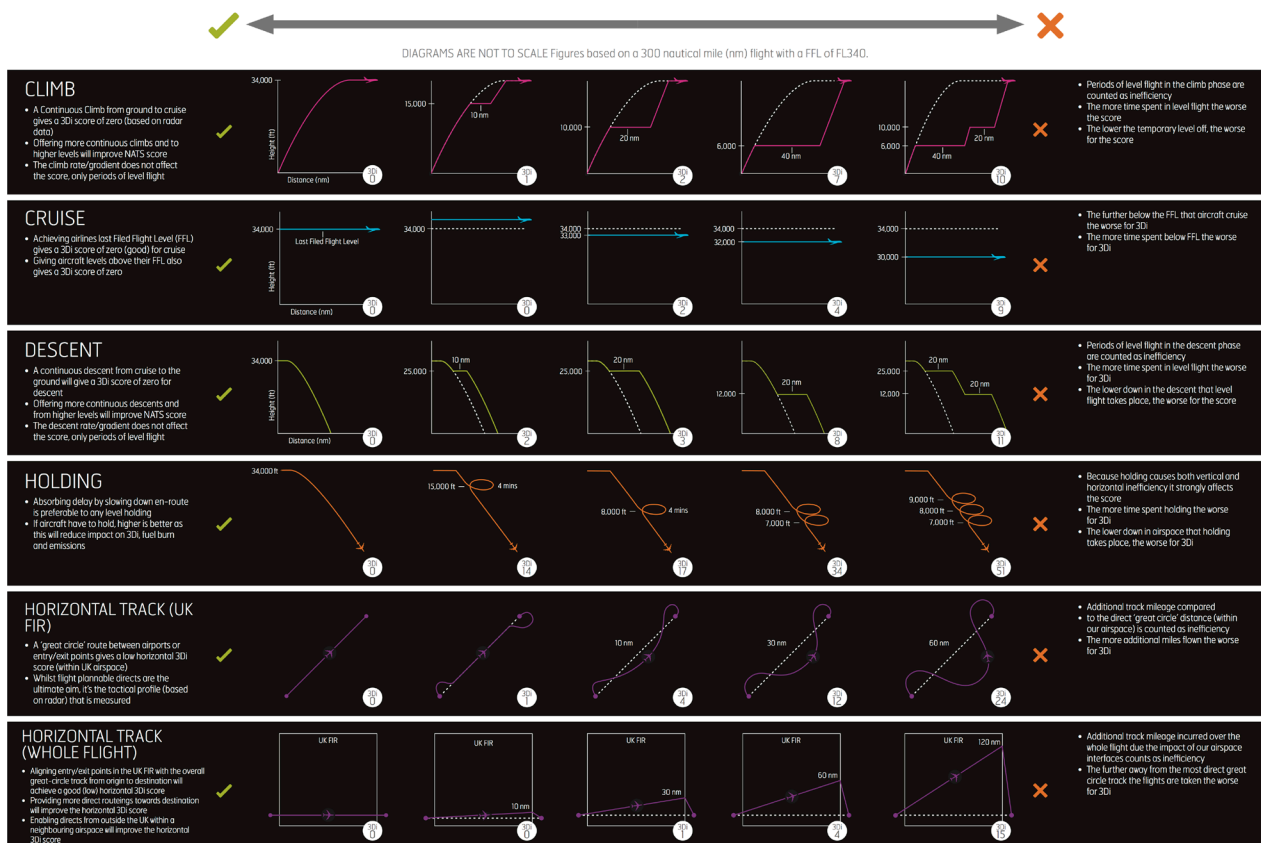 DIAGRAMS ARE NOT TO SCALE Figures based on a 300 nautical mile (nm) flight with a FFL of FL340.
CLIMB
• A Continuous Climb from ground to cruise
gives a 3Di score of zero (based on radar
data)
• Offering more continuous climbs and to
higher levels will improve NATS score
• The climb rate/gradient does not affect
the score, only periods of level flight
34,000
Height (ft)
Distance (nm)
3Di
0
15,000
10 nm
3Di
1
10,000
20 nm
3Di
2
6,000
40 nm
3Di
7
10,000
6,000
20 nm
40 nm
3Di
10
• Periods of level flight in the climb phase are
counted as inefficiency
• The more time spent in level flight the worse
the score
• The lower the temporary level off, the worse
for the score
CRUISE
• Achieving airlines last Filed Flight Level (FFL)
gives a 3Di score of zero (good) for cruise
• Giving aircraft levels above their FFL also
gives a 3Di score of zero
34,000
Last Filed Flight Level
Height (ft)
3Di
0
34,000
3Di
0
34,000
33,000
3Di
2
34,000
32,000
3Di
4
34,000
30,000
3Di
9
• The further below the FFL that aircraft cruise
the worse for 3Di
• The more time spent below FFL the worse
for 3Di
DESCENT
• A continuous descent from cruise to the
ground will give a 3Di score of zero for
descent
• Offering more continuous descents and
from higher levels will improve NATS score
• The descent rate/gradient does not affect
the score, only periods of level flight
34,000
Height (ft)
Distance (nm)
3Di
0
10 nm
25,000
3Di
2
20 nm
25,000
3Di
3
12,000
20 nm
3Di
8
20 nm
25,000
12,000
20 nm
3Di
11
• Periods of level flight in the descent phase
are counted as inefficiency
• The more time spent in level flight the worse
for 3Di
• The lower down in the descent that level
flight takes place, the worse for the score
HOLDING
• Absorbing delay by slowing down en-route
is preferable to any level holding
• If aircraft have to hold, higher is better as
this will reduce impact on 3Di, fuel burn
and emissions
34,000 ft
3Di
0
15,000 ft
4 mins
3Di
14
8,000 ft
4 mins
3Di
17
8,000 ft
7,000 ft
3Di
34
9,000 ft
8,000 ft
7,000 ft
3Di
51
• Because holding causes both vertical and
horizontal inefficiency it strongly affects
the score
• The more time spent holding the worse
for 3Di
• The lower down in airspace that holding
takes place, the worse for 3Di
HORIZONTAL TRACK (UK
FIR)
• A 'great circle' route between airports or
entry/exit points gives a low horizontal 3Di
score (within UK airspace)
• Whilst flight plannable directs are the
ultimate aim, it's the tactical profile (based
on radar) that is measured
3Di
0
3Di
1
10 nm
3Di
4
30 nm
3Di
12
60 nm
3Di
24
• Additional track mileage compared
• to the direct 'great circle' distance (within
our airspace) is counted as inefficiency
• The more additional miles flown the worse
for 3Di
HORIZONTAL TRACK
(WHOLE FLIGHT)
• Aligning entry/exit points in the UK FIR with the overall
great-circle track from origin to destination will
achieve a good (low) horizontal 3Di score
• Providing more direct routeings towards destination
will improve the horizontal 3Di score
• Enabling directs from outside the UK within a
neighbouring airspace will improve the horizontal
3Di score
UK FIR
3Di
0
UK FIR
10 nm
3Di
0
UK FIR
30 nm
3Di
1
UK FIR
60 nm
3Di
4
UK FIR
120 nm
3Di
15
• Additional track mileage incurred over the
whole flight due the impact of our airspace
interfaces counts as inefficiency
• The further away from the most direct great
circle track the flights are taken the worse
for 3Di